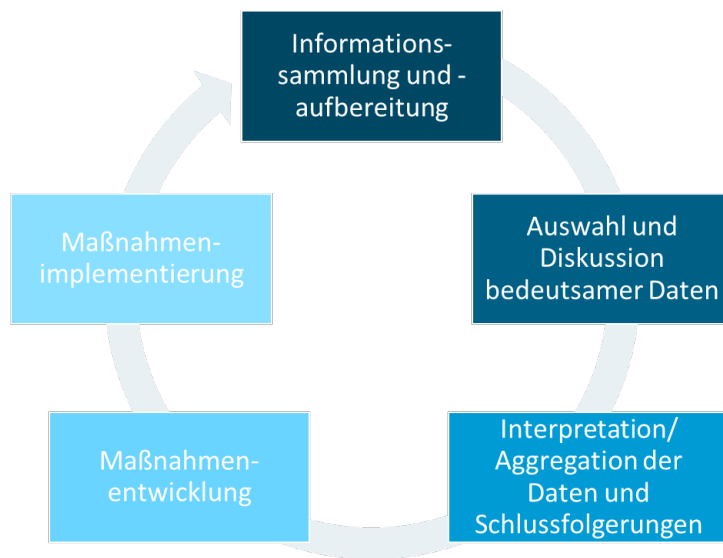 Informations-
sammlung und -
aufbereitung
Auswahl und
Diskussion
bedeutsamer Daten
Interpretation/
Aggregation der
Daten und
Schlussfolgerungen
Maßnahmen-
entwicklung
Maßnahmen-
implementierung